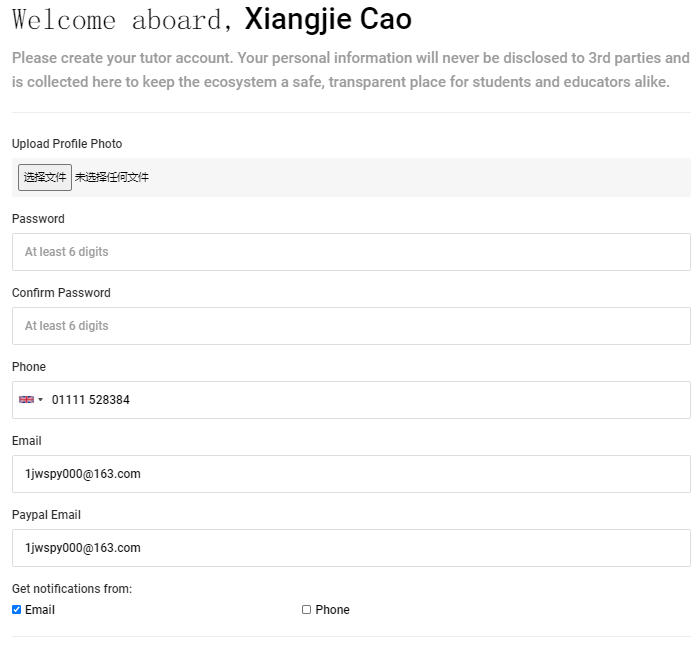 Welcome aboard, Xiangjie Cao
Please create your tutor account. Your personal information will never be disclosed to 3rd parties and
is collected here to keep the ecosystem a safe, transparent place for students and educators alike.
Upload Profile Photo
选择文件 未选择任何文件
Password
At least 6 digits
Confirm Password
At least 6 digits
Phone
01111 528384
Email
1jwspy000@163.com
Paypal Email
1jwspy000@163.com
Get notifications from:
Email Phone